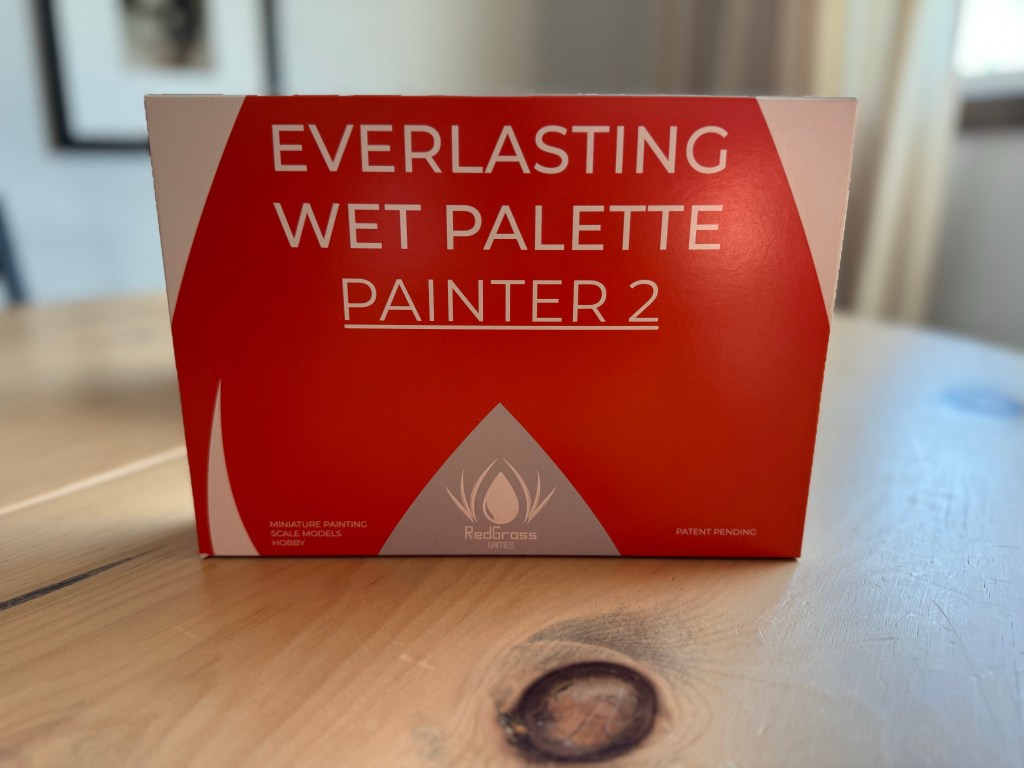 EVERLASTING
WET PALETTE
PAINTER 2
MINIATURE PAINTING
SCALE MODELS
HOBBY
RedGrass
GAMES
PATENT PENDING